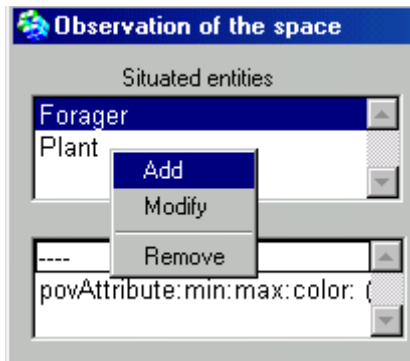 Observation of the space
Situated entities
Forager
Plant
Add
Modify
Remove
----
povAttribute:min:max:color: (